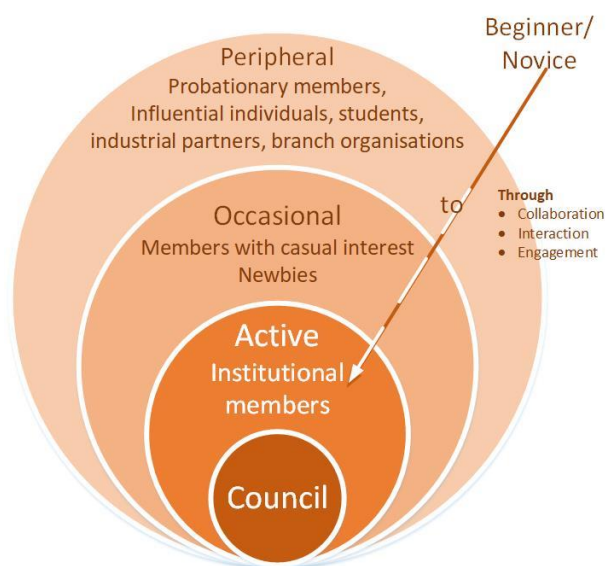 Beginner/
Novice
Peripheral
Probationary members,
Influential individuals, students,
industrial partners, branch organisations
to
Through
• Collaboration
• Interaction
• Engagement
Occasional
Members with casual interest
Newbies
Active
Institutional
members
Council